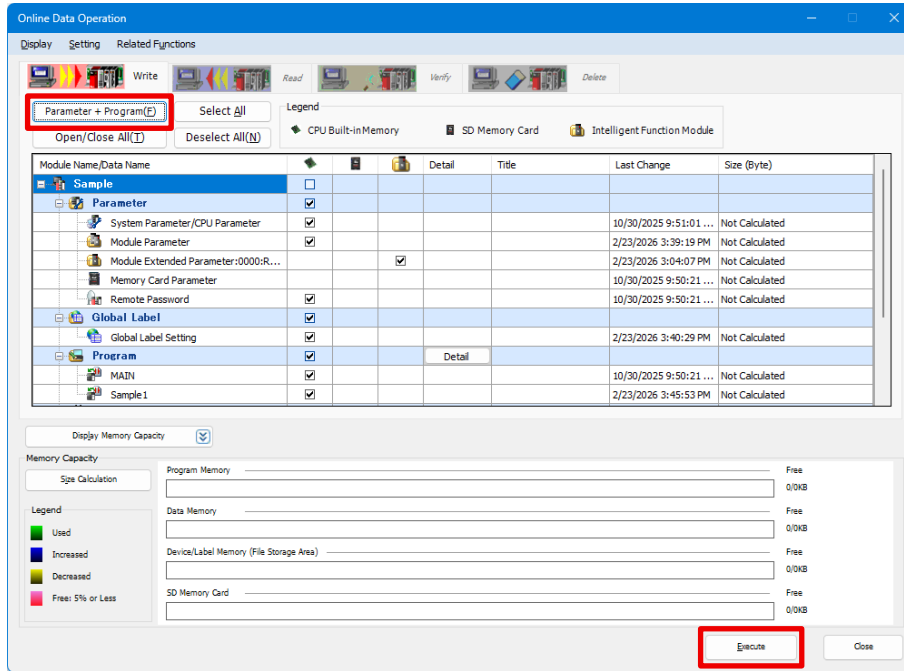 Online Data Operation
Display Setting Related Functions
Write Read Verify Delete
Parameter + Program(F) Select All Legend
CPU Built-in Memory SD Memory Card Intelligent Function Module
Open/Close All(T) Deselect All(N)
Module Name/Data Name Detail Title Last Change Size (Byte)
Sample
Parameter
System Parameter/CPU Parameter 10/30/2025 9:51:01 ... Not Calculated
Module Parameter 2/23/2026 3:39:19 PM Not Calculated
Module Extended Parameter:0000:R... 2/23/2026 3:04:07 PM Not Calculated
Memory Card Parameter 10/30/2025 9:50:21 ... Not Calculated
Remote Password 10/30/2025 9:50:21 ... Not Calculated
Global Label
Global Label Setting 2/23/2026 3:40:29 PM Not Calculated
Program Detail
MAIN 10/30/2025 9:50:21 ... Not Calculated
Sample1 2/23/2026 3:45:53 PM Not Calculated
Display Memory Capacity
Memory Capacity
Size Calculation
Program Memory Free
0/0KB
Legend
Used
Increased
Decreased
Free: 5% or Less
Data Memory Free
0/0KB
Device/Label Memory (File Storage Area) Free
0/0KB
SD Memory Card Free
0/0KB
Execute Close